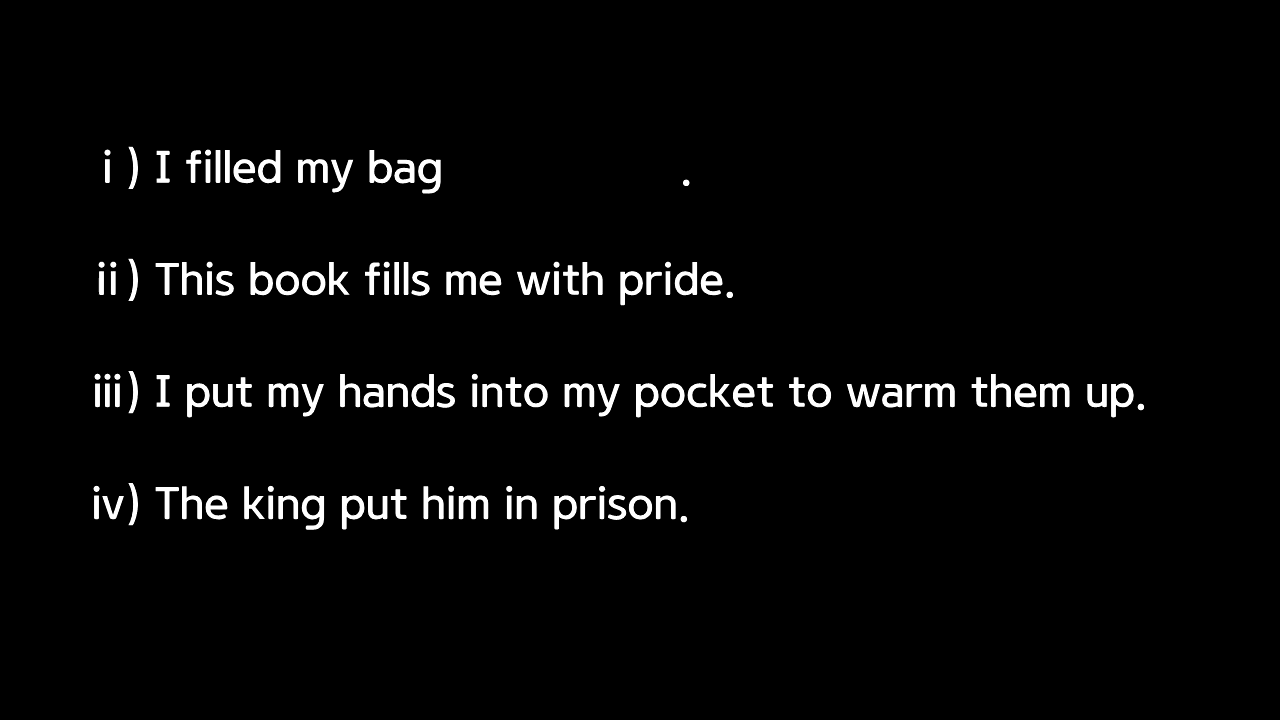 i ) I filled my bag .
ii ) This book fills me with pride.
iii) I put my hands into my pocket to warm them up.
iv) The king put him in prison.